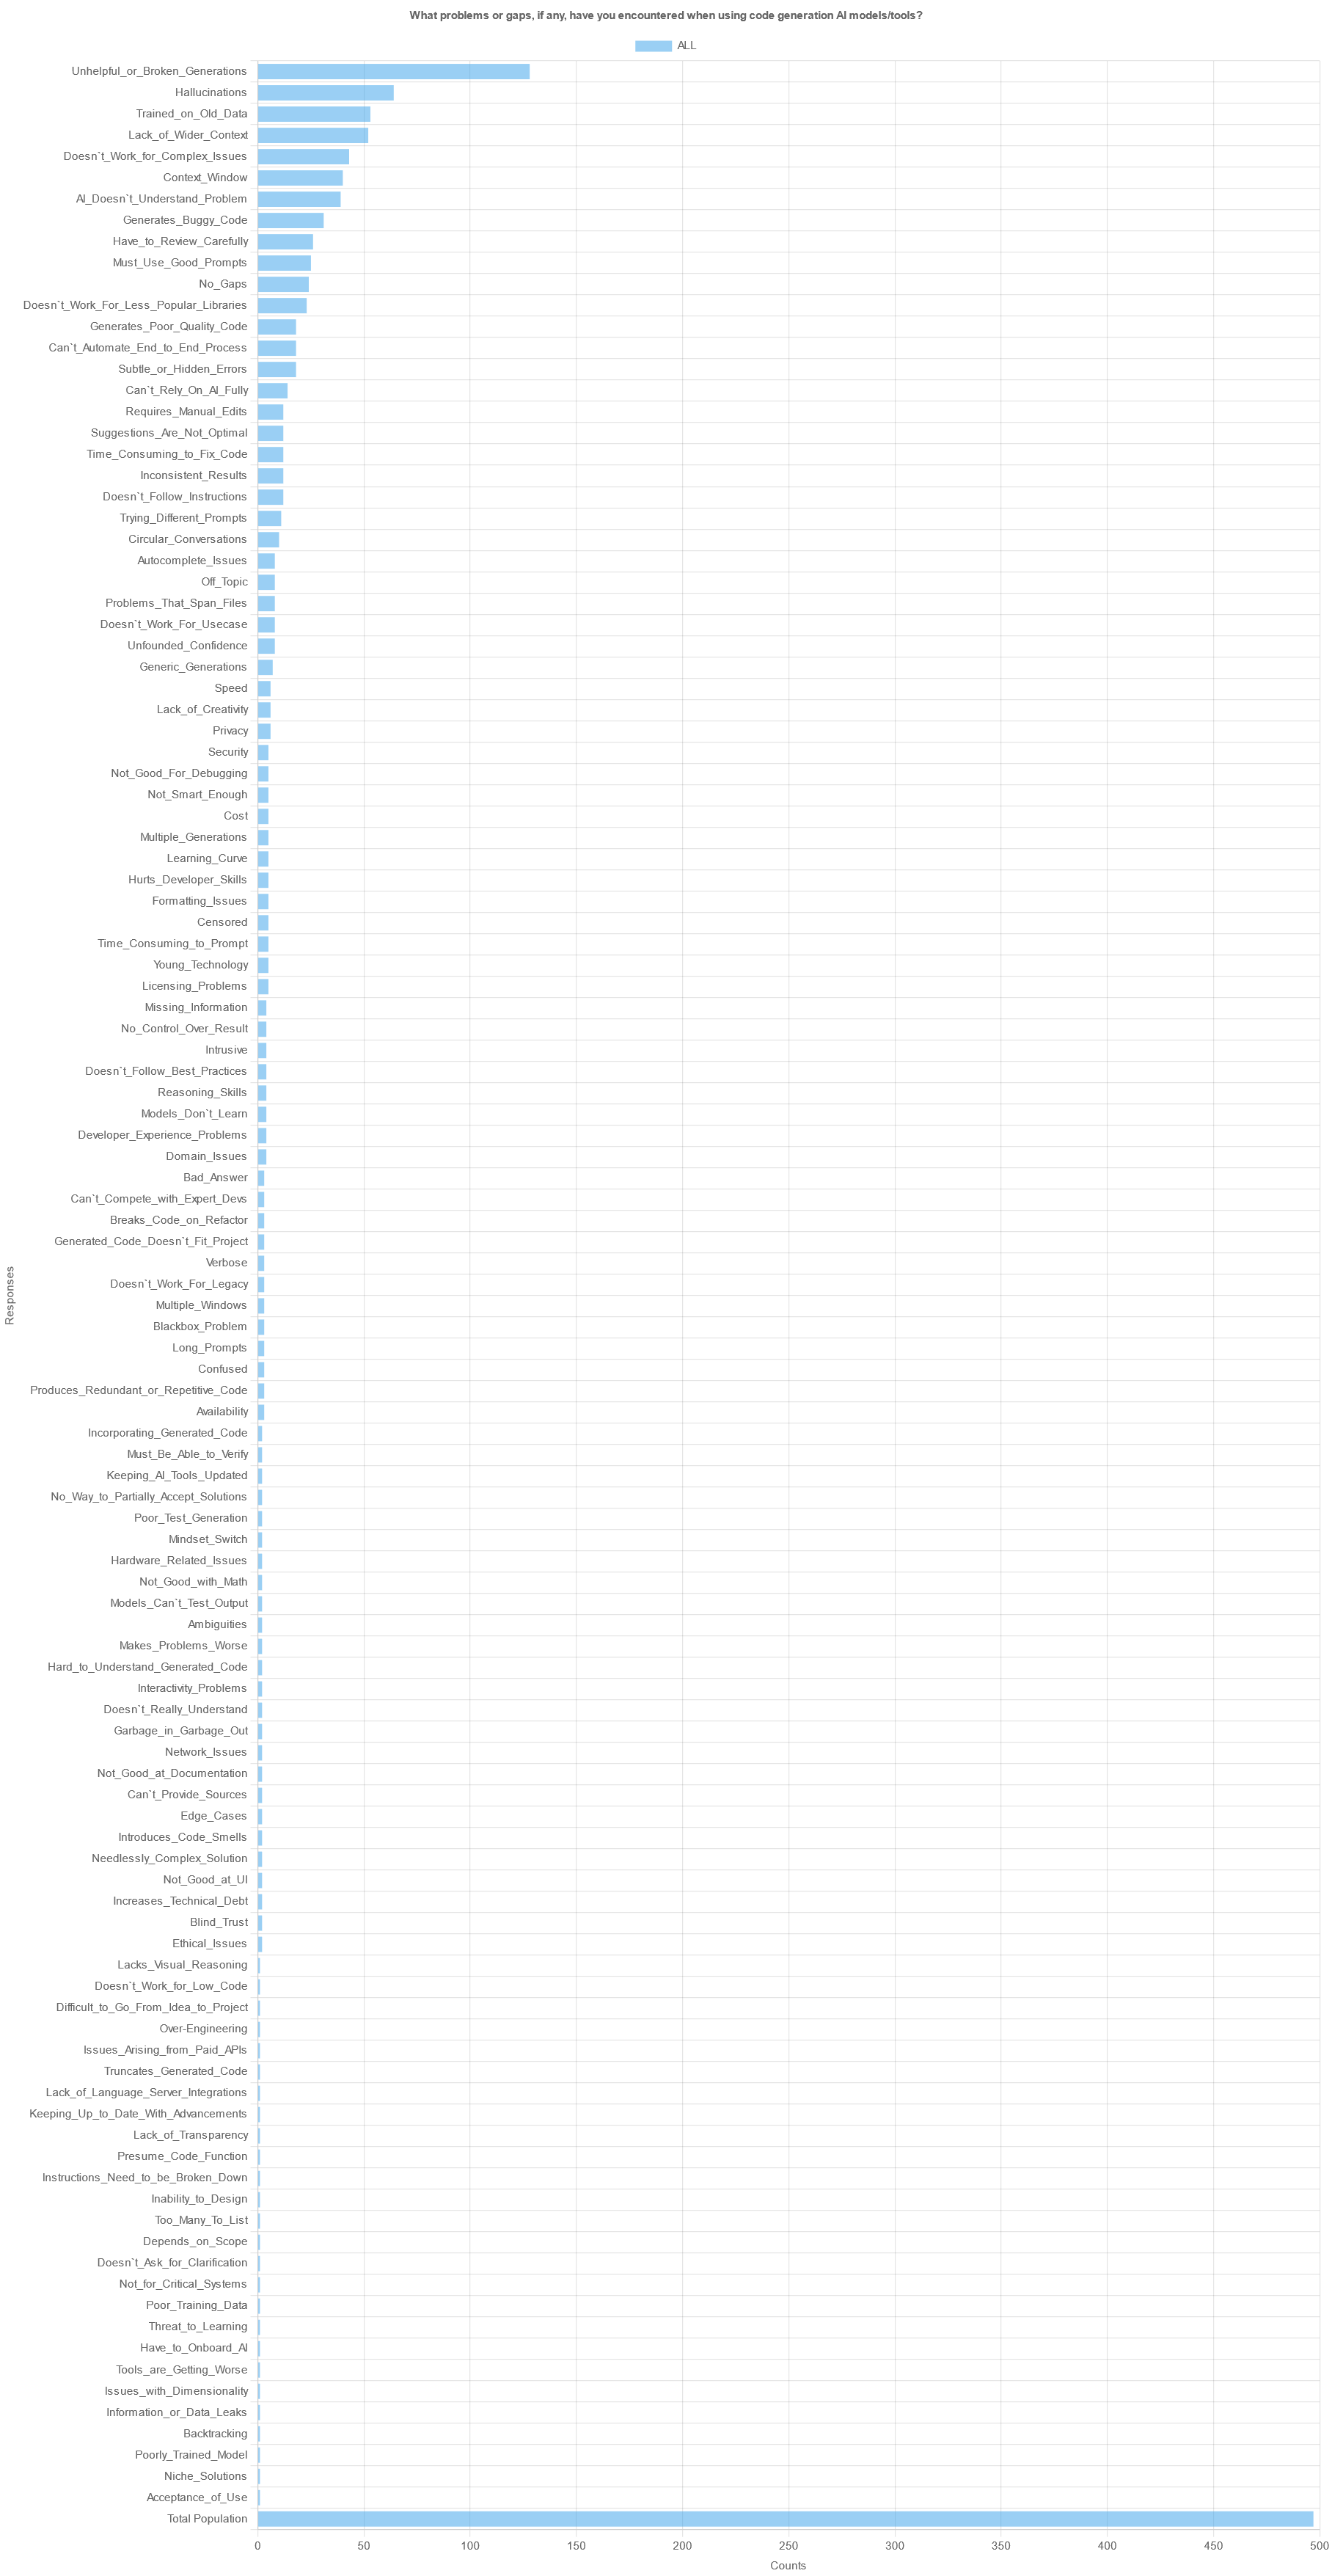 What problems or gaps, if any, have you encountered when using code generation AI models/tools?
ALL
Unhelpful_or_Broken_Generations
Hallucinations
Trained_on_Old_Data
Lack_of_Wider_Context
Doesn`t_Work_for_Complex_Issues
Context_Window
AI_Doesn`t_Understand_Problem
Generates_Buggy_Code
Have_to_Review_Carefully
Must_Use_Good_Prompts
No_Gaps
Doesn`t_Work_For_Less_Popular_Libraries
Generates_Poor_Quality_Code
Can`t_Automate_End_to_End_Process
Subtle_or_Hidden_Errors
Can`t_Rely_On_AI_Fully
Requires_Manual_Edits
Suggestions_Are_Not_Optimal
Time_Consuming_to_Fix_Code
Inconsistent_Results
Doesn`t_Follow_Instructions
Trying_Different_Prompts
Circular_Conversations
Autocomplete_Issues
Off_Topic
Problems_That_Span_Files
Doesn`t_Work_For_Usecase
Unfounded_Confidence
Generic_Generations
Speed
Lack_of_Creativity
Privacy
Security
Not_Good_For_Debugging
Not_Smart_Enough
Cost
Multiple_Generations
Learning_Curve
Hurts_Developer_Skills
Formatting_Issues
Censored
Time_Consuming_to_Prompt
Young_Technology
Licensing_Problems
Missing_Information
No_Control_Over_Result
Intrusive
Doesn`t_Follow_Best_Practices
Reasoning_Skills
Models_Don`t_Learn
Developer_Experience_Problems
Domain_Issues
Bad_Answer
Can`t_Compete_with_Expert_Devs
Breaks_Code_on_Refactor
Generated_Code_Doesn`t_Fit_Project
Verbose
Doesn`t_Work_For_Legacy
Multiple_Windows
Blackbox_Problem
Long_Prompts
Confused
Produces_Redundant_or_Repetitive_Code
Availability
Incorporating_Generated_Code
Must_Be_Able_to_Verify
Keeping_AI_Tools_Updated
No_Way_to_Partially_Accept_Solutions
Poor_Test_Generation
Mindset_Switch
Hardware_Related_Issues
Not_Good_with_Math
Models_Can`t_Test_Output
Ambiguities
Makes_Problems_Worse
Hard_to_Understand_Generated_Code
Interactivity_Problems
Doesn`t_Really_Understand
Garbage_in_Garbage_Out
Network_Issues
Not_Good_at_Documentation
Can`t_Provide_Sources
Edge_Cases
Introduces_Code_Smells
Needlessly_Complex_Solution
Not_Good_at_UI
Increases_Technical_Debt
Blind_Trust
Ethical_Issues
Lacks_Visual_Reasoning
Doesn`t_Work_for_Low_Code
Difficult_to_Go_From_Idea_to_Project
Over-Engineering
Issues_Arising_from_Paid_APIs
Truncates_Generated_Code
Lack_of_Language_Server_Integrations
Keeping_Up_to_Date_With_Advancements
Lack_of_Transparency
Presume_Code_Function
Instructions_Need_to_be_Broken_Down
Inability_to_Design
Too_Many_To_List
Depends_on_Scope
Doesn`t_Ask_for_Clarification
Not_for_Critical_Systems
Poor_Training_Data
Threat_to_Learning
Have_to_Onboard_AI
Tools_are_Getting_Worse
Issues_with_Dimensionality
Information_or_Data_Leaks
Backtracking
Poorly_Trained_Model
Niche_Solutions
Acceptance_of_Use
Total Population
Responses
0 50 100 150 200 250 300 350 400 450 500
Counts